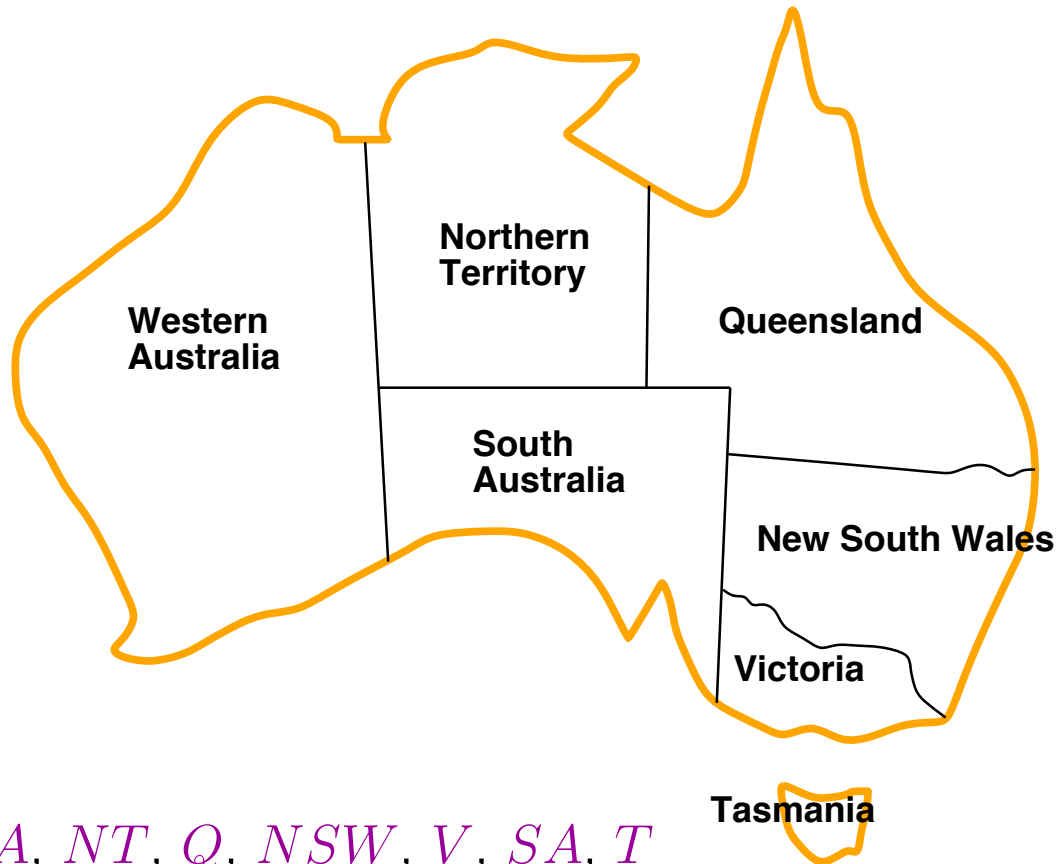 Northern
Territory
Western
Australia
Queensland
South
Australia
New South Wales
Victoria
Tasmania
A, NT, Q, NSW, V, SA, T